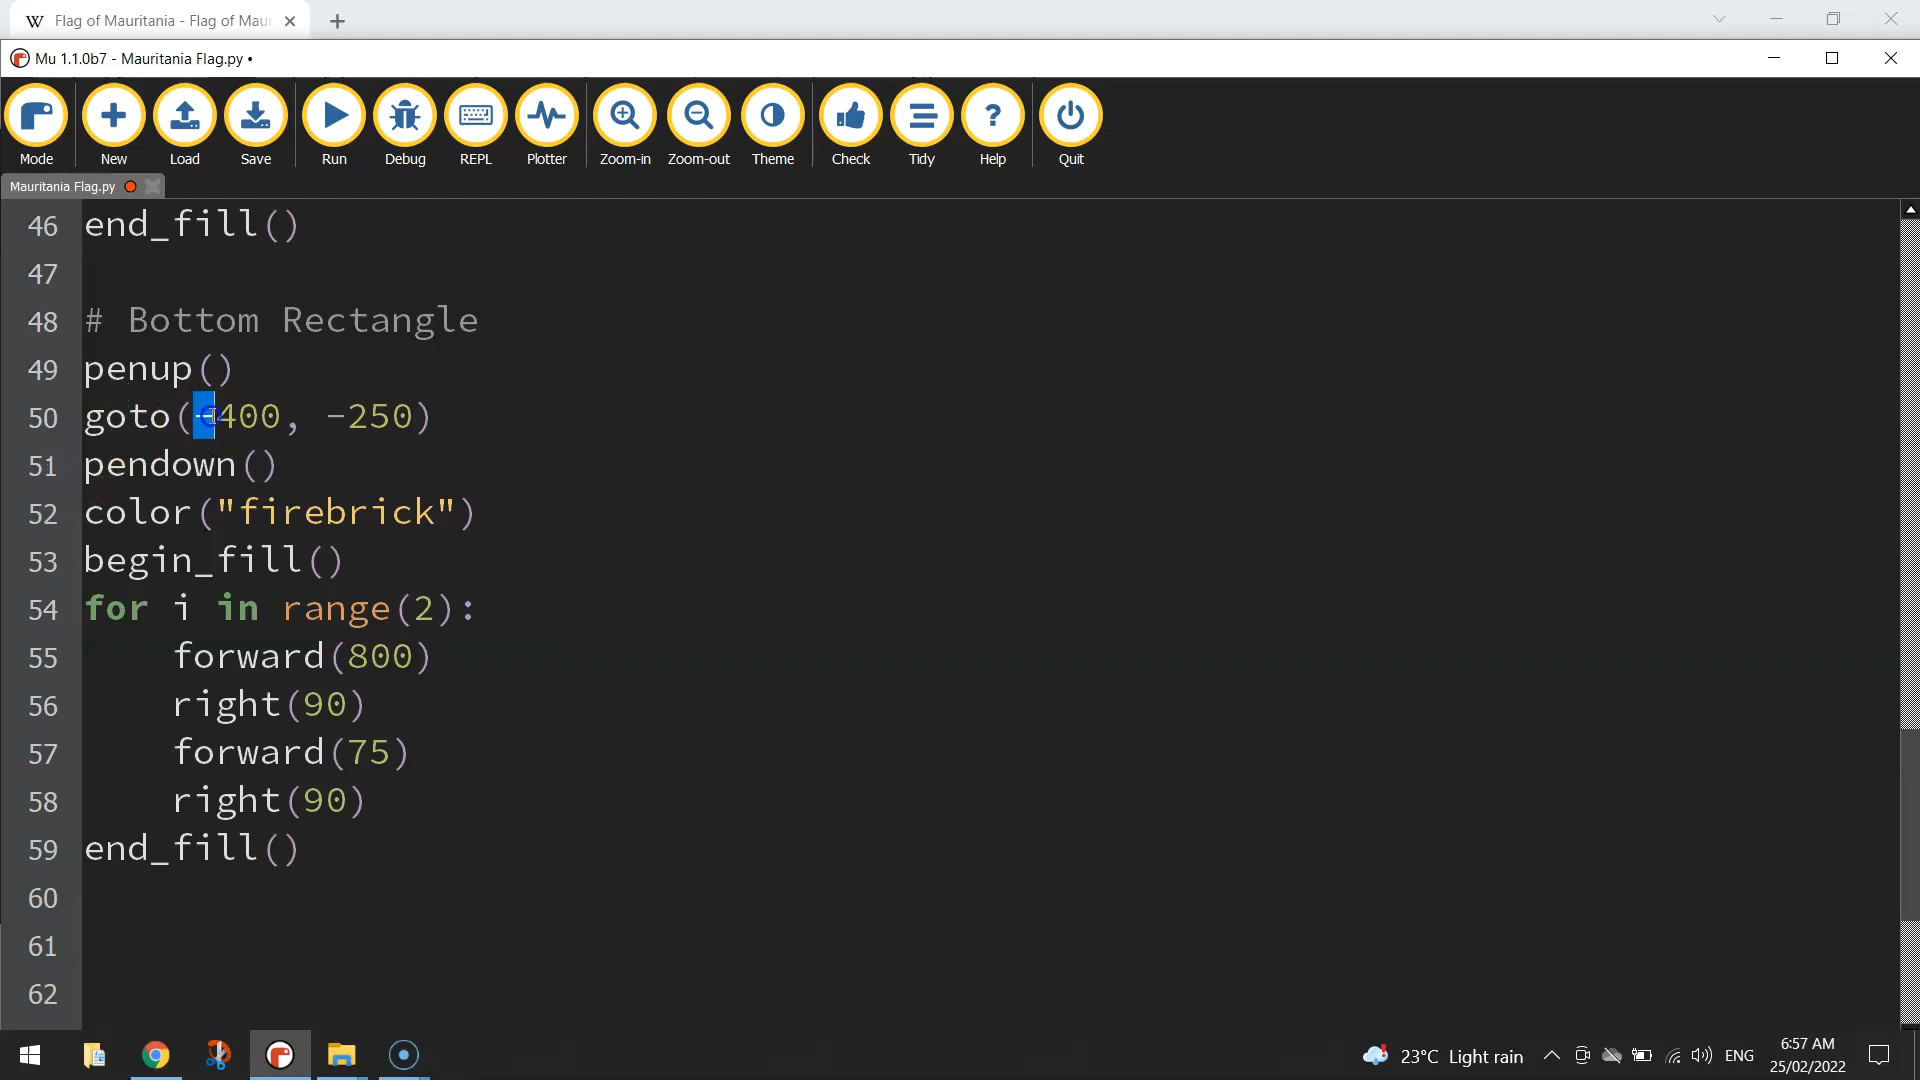 Flag of Mauritania - Flag of Maur
Mu 1.1.0b7 - Mauritania Flag.py •
Mode New Load Save Run Debug REPL Plotter Zoom-in Zoom-out Theme Check Tidy Help Quit
Mauritania Flag.py
46 end_fill()
47
48 # Bottom Rectangle
49 penup()
50 goto(-400, -250)
51 pendown()
52 color("firebrick")
53 begin_fill()
54 for i in range(2):
55 forward(800)
56 right(90)
57 forward(75)
58 right(90)
59 end_fill()
60
61
62
23°C Light rain
ENG
6:57 AM
25/02/2022